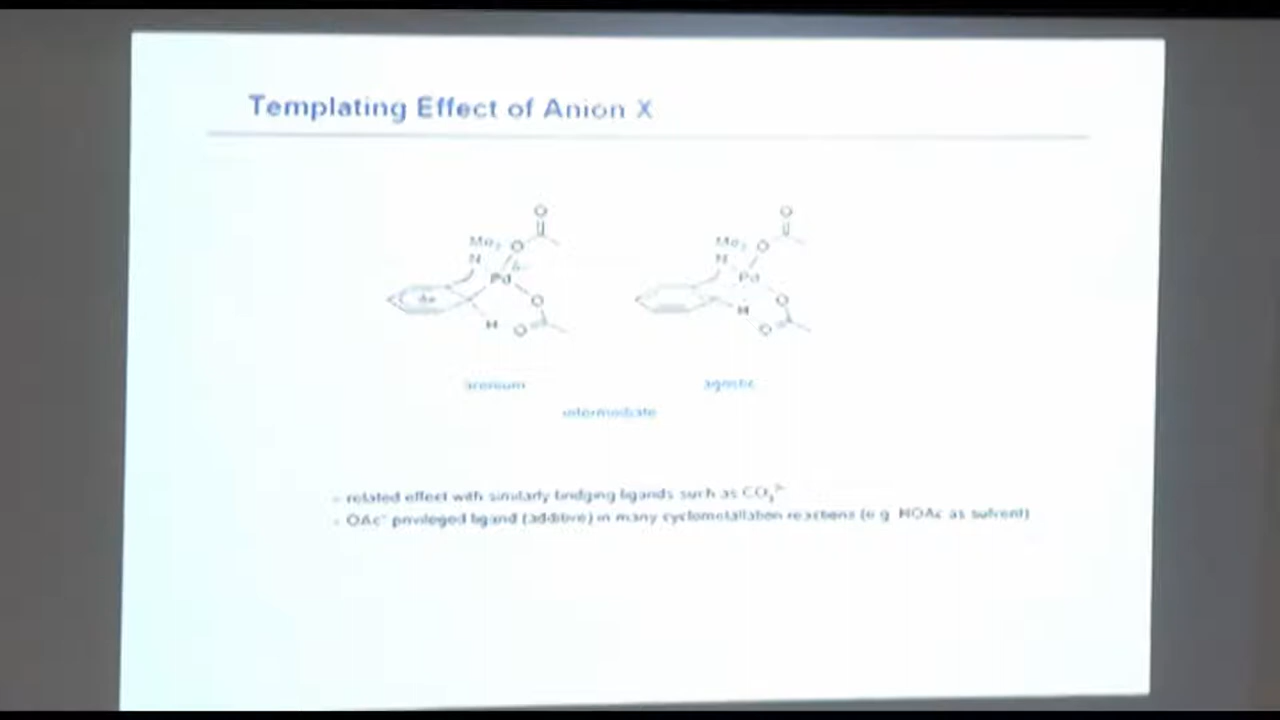 Templating Effect of Anion X
O
Me₂ O
N
δ-
Pd
δ+
O
H O
O
Me₂ O
N
Pd
O
H
O
arenium agostic
intermediate
- related effect with similarly bridging ligands such as CO₃²⁻
- OAc⁻ privileged ligand (additive) in many cyclometallation reactions (e.g. HOAc as solvent)